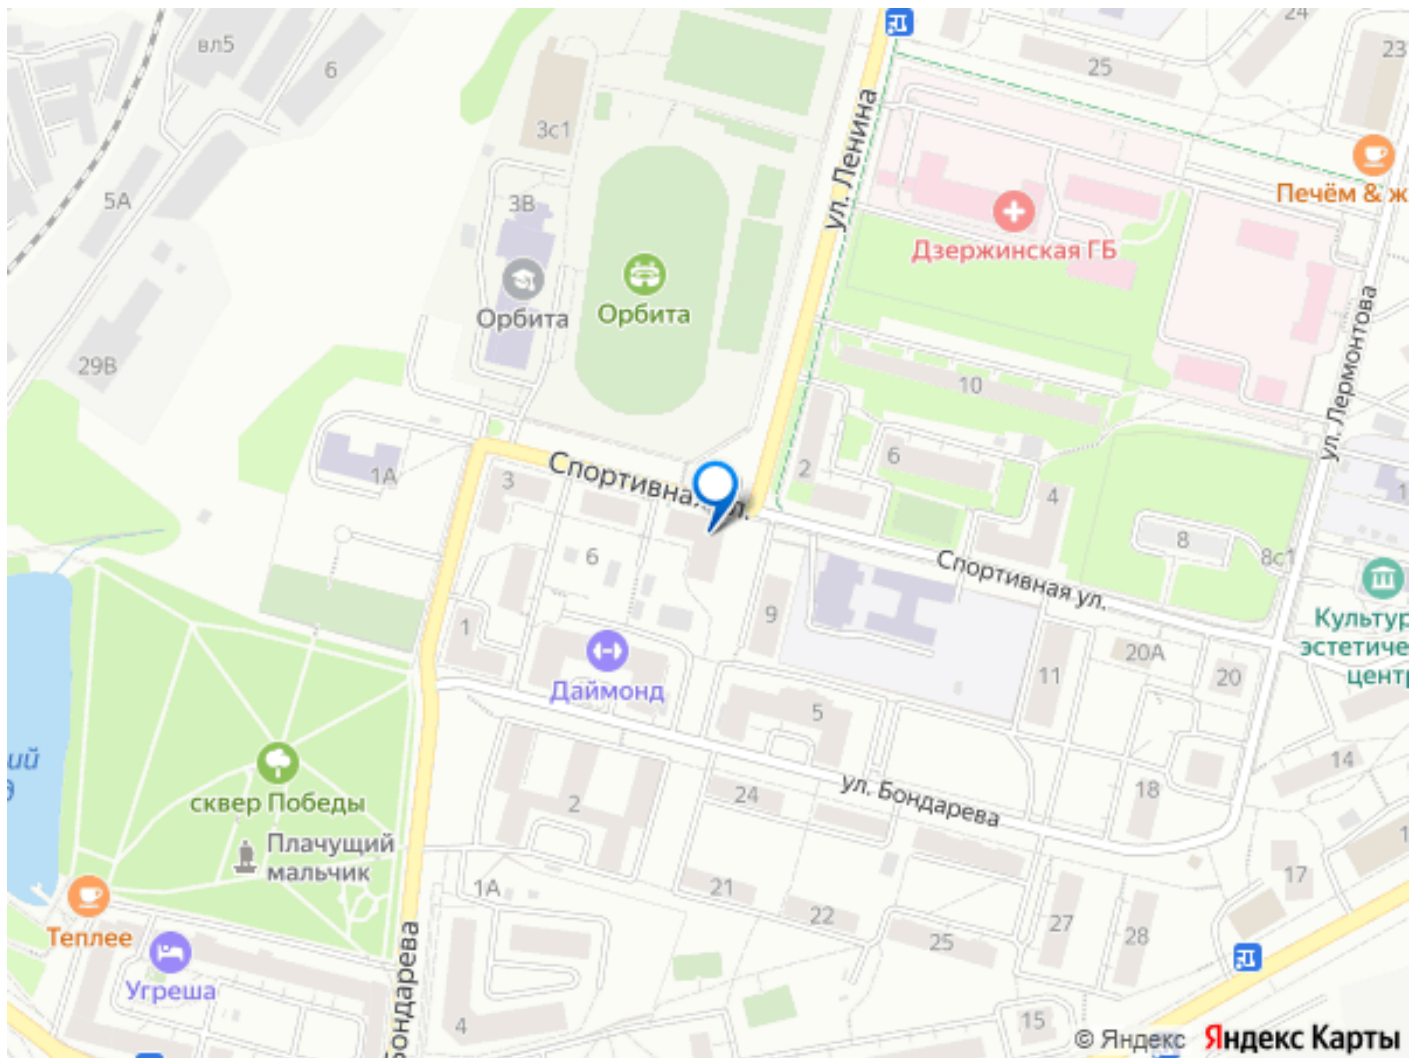 24
23
вл5
6
25
3с1
ул. Ленина
5А
3В
Печём & ж
Дзержинская ГБ
Орбита
Орбита
29В
10
ул. Лермонтова
Спортивная ул.
3
1А
2
6
4
1
8
8с1
6
Спортивная ул.
9
1
Культур
эстетиче
цент
20А
11
20
Даймонд
5
ий
14
сквер Победы
24
2
ул. Бондарева
18
Плачущий
мальчик
1А
21
22
17
1
Теплее
27
28
25
Угреша
Бондарева
4
15
© Яндекс Яндекс Карты